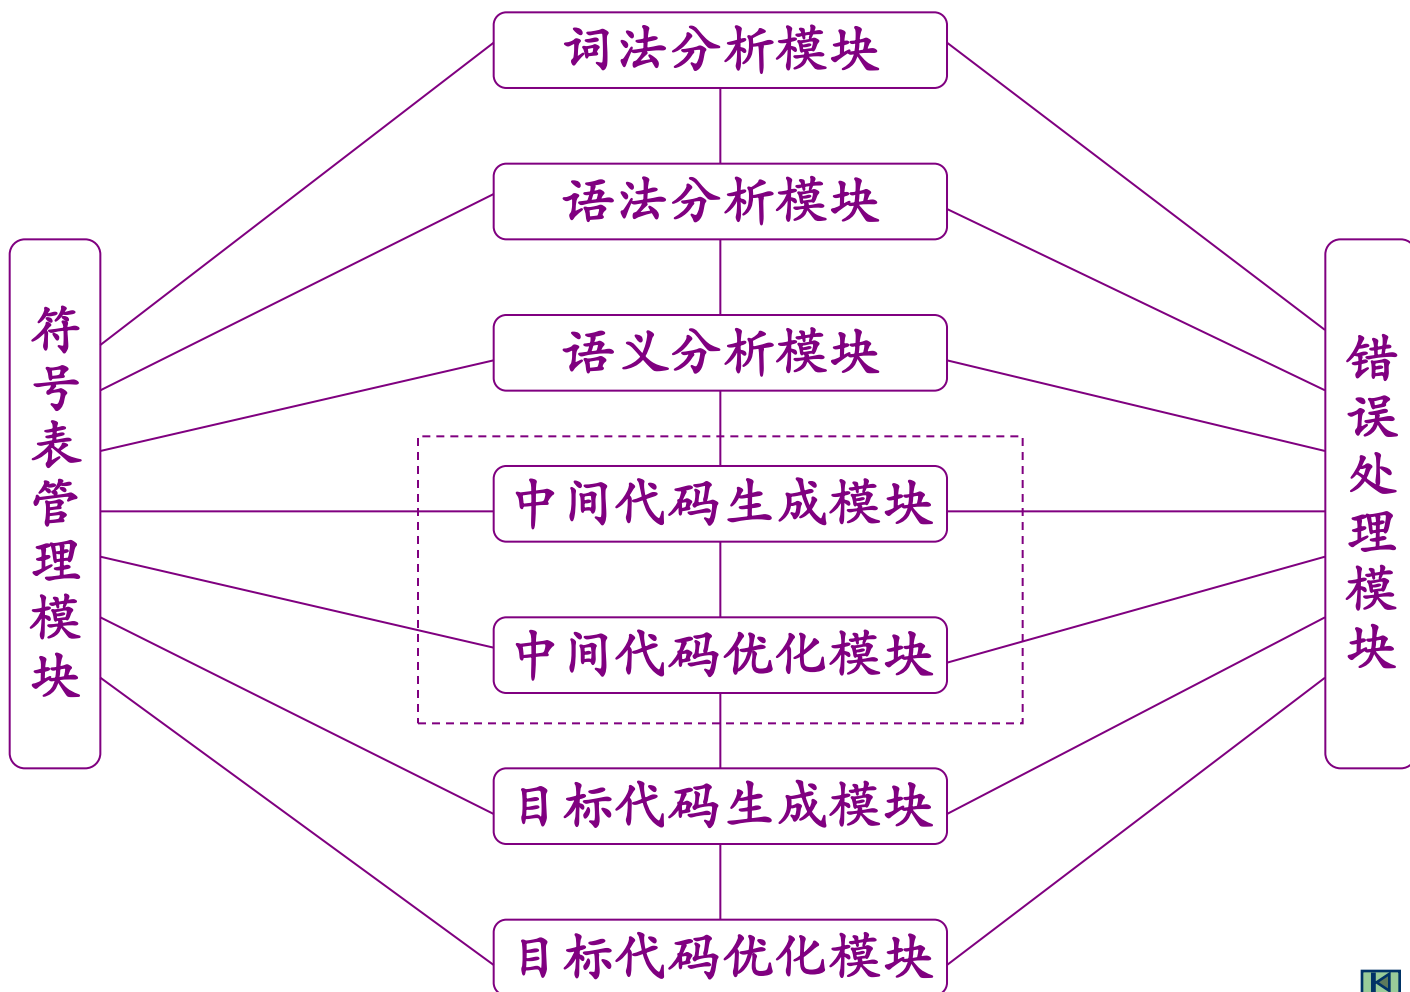 词法分析模块
语法分析模块
语义分析模块
中间代码生成模块
中间代码优化模块
目标代码生成模块
目标代码优化模块
符号表管理模块
错误处理模块